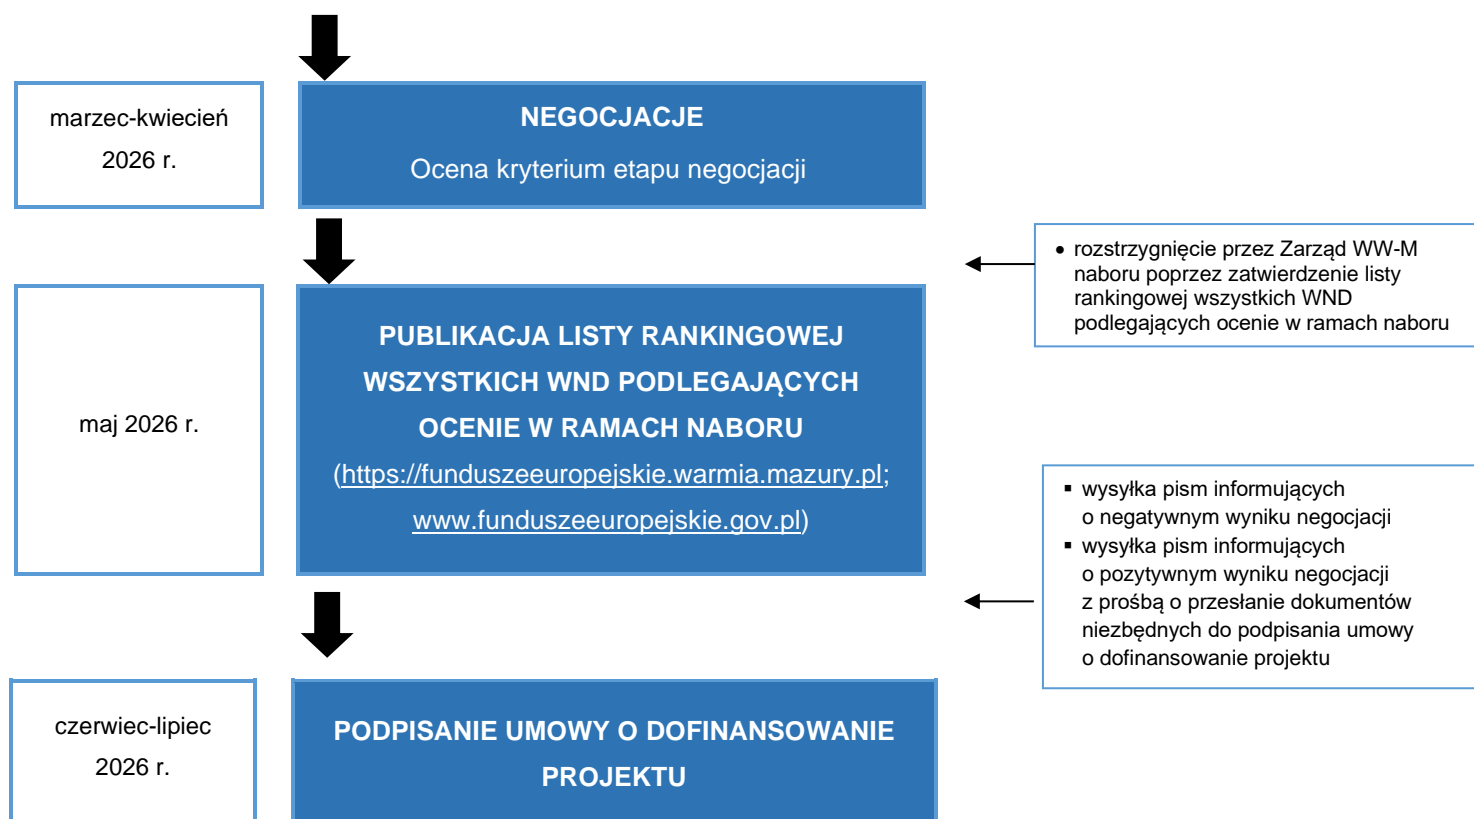 marzec-kwiecień
2026 r.
NEGOCJACJE
Ocena kryterium etapu negocjacji
• rozstrzygnięcie przez Zarząd WW-M
naboru poprzez zatwierdzenie listy
rankingowej wszystkich WND
podlegających ocenie w ramach naboru
maj 2026 r.
PUBLIKACJA LISTY RANKINGOWEJ
WSZYSTKICH WND PODLEGAJĄCYCH
OCENIE W RAMACH NABORU
(https://funduszeeuropejskie.warmia.mazury.pl;
www.funduszeeuropejskie.gov.pl)
▪ wysyłka pism informujących
o negatywnym wyniku negocjacji
▪ wysyłka pism informujących
o pozytywnym wyniku negocjacji
z prośbą o przesłanie dokumentów
niezbędnych do podpisania umowy
o dofinansowanie projektu
czerwiec-lipiec
2026 r.
PODPISANIE UMOWY O DOFINANSOWANIE
PROJEKTU